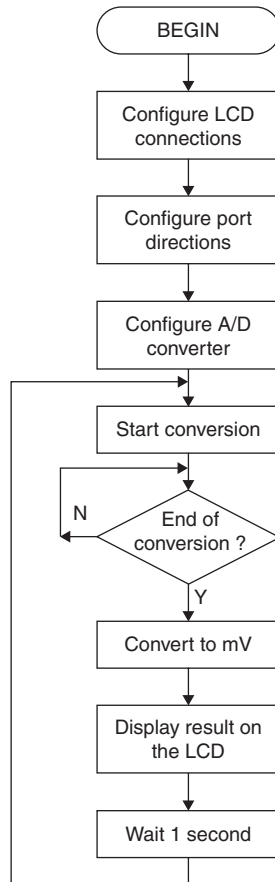 BEGIN
Configure LCD
connections
Configure port
directions
Configure A/D
converter
Start conversion
N
End of
conversion ?
Y
Convert to mV
Display result on
the LCD
Wait 1 second